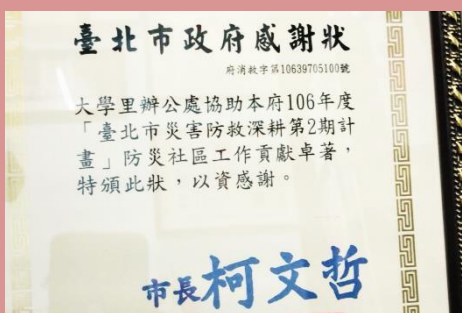 臺北市政府感謝狀
府消救字第10639705100號
大學里辦公處協助本府106年度
「臺北市災害防救深耕第2期計
畫」防災社區工作貢獻卓著，
特頒此狀，以資感謝。
市長柯文哲